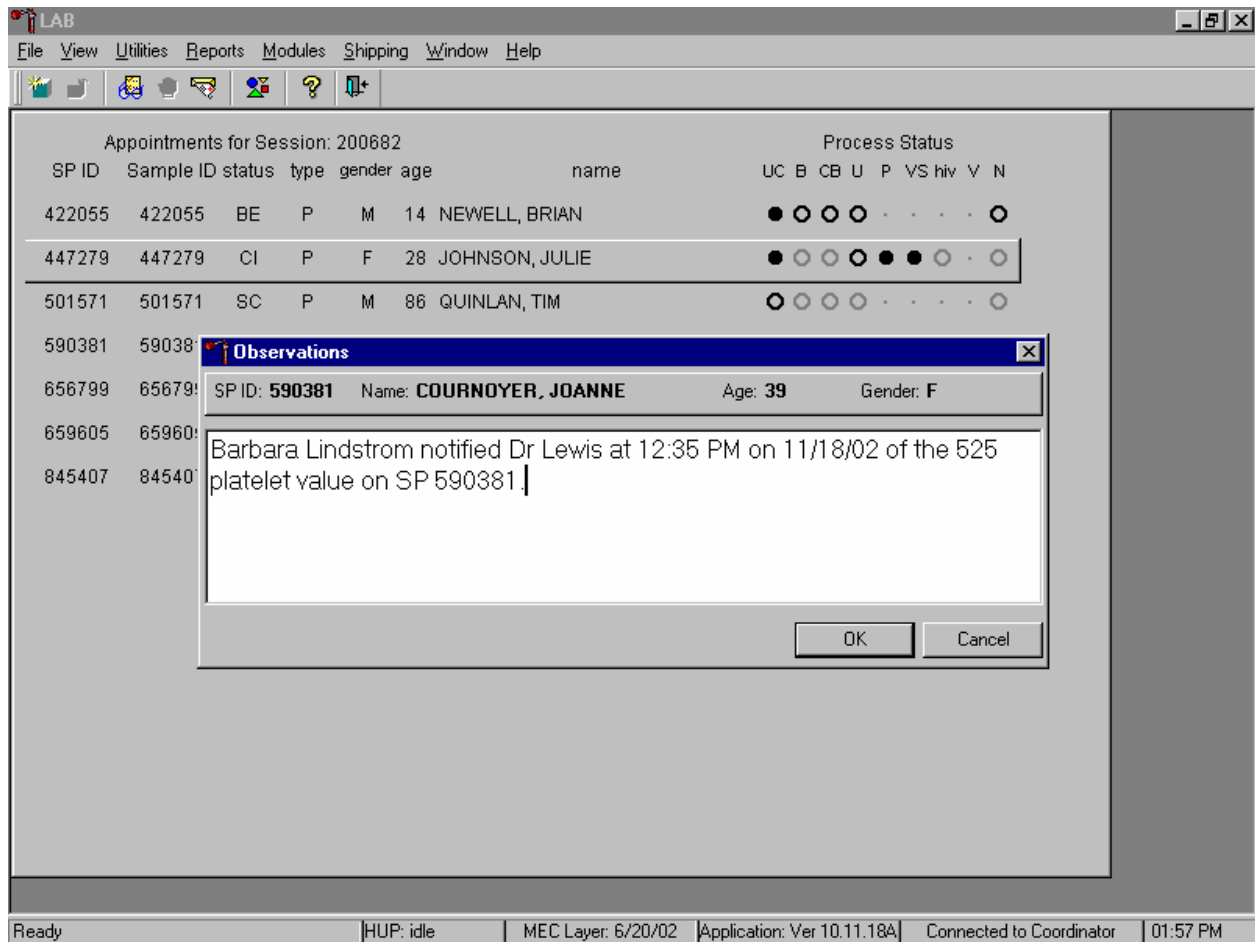 LAB
File View Utilities Reports Modules Shipping Window Help
Appointments for Session: 200682 Process Status
SP ID Sample ID status type gender age name UC B CB U P VS hiv V N
422055 422055 BE P M 14 NEWELL, BRIAN
447279 447279 CI P F 28 JOHNSON, JULIE
501571 501571 SC P M 86 QUINLAN, TIM
590381 59038
656799 65679
659605 65960
845407 84540
Observations
SP ID: 590381 Name: COURNOYER, JOANNE Age: 39 Gender: F
Barbara Lindstrom notified Dr Lewis at 12:35 PM on 11/18/02 of the 525
platelet value on SP 590381.
OK Cancel
Ready HUP: idle MEC Layer: 6/20/02 Application: Ver 10.11.18A Connected to Coordinator 01:57 PM